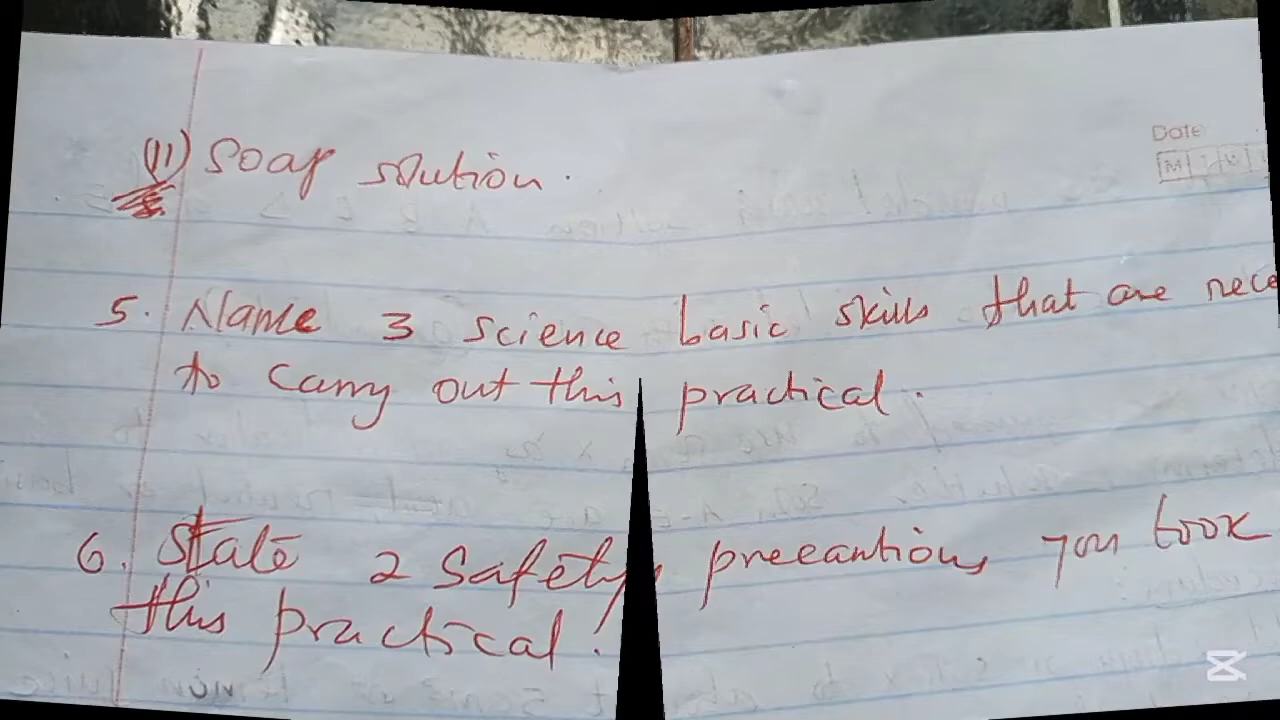 (11) Soap solution.
Date
5. Name 3 science basic skills that are nece
to carry out this practical.
6. State 2 safety precautions you took
this practical!